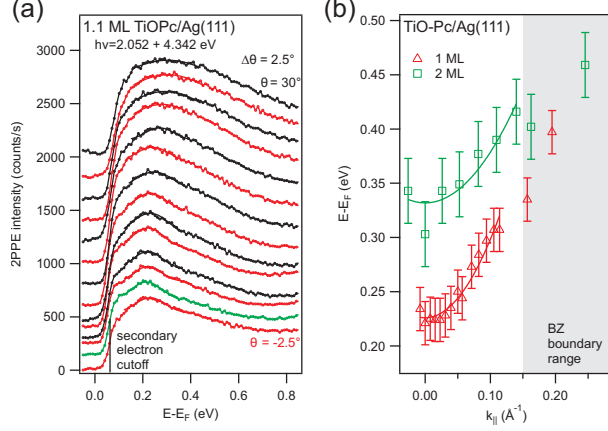 (a)
1.1 ML TiOPc/Ag(111)
hν=2.052 + 4.342 eV
Δθ = 2.5°
θ = 30°
3000
2500
2000
1500
1000
500
0
2PPE intensity (counts/s)
secondary
electron
cutoff
θ = -2.5°
0.0
0.2
0.4
0.6
0.8
E-EF (eV)
(b)
TiO-Pc/Ag(111)
1 ML
2 ML
0.50
0.45
0.40
0.35
0.30
0.25
0.20
E-EF (eV)
BZ
boundary
range
0.00
0.10
0.20
k|| (Å-1)